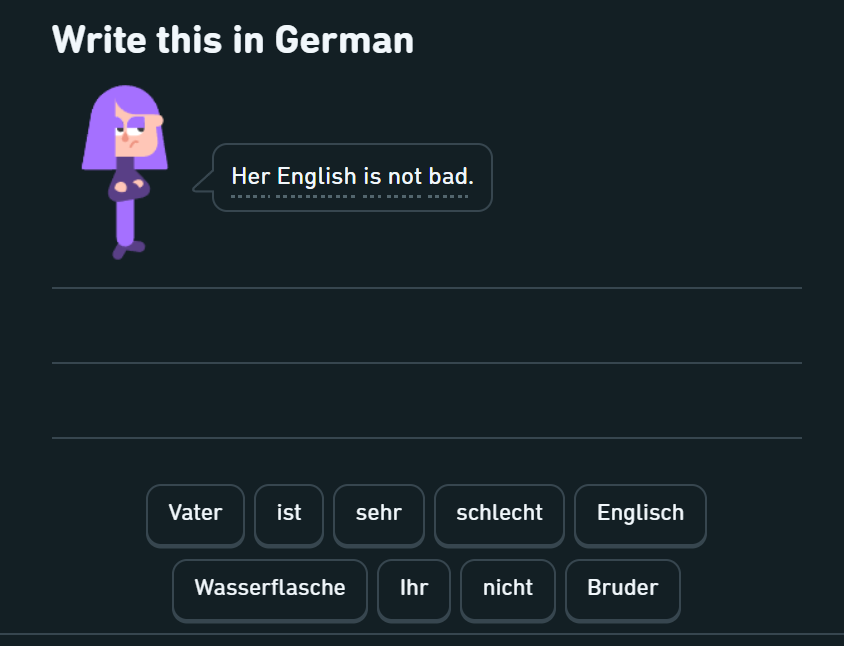 Write this in German
Her English is not bad.
Vater ist sehr schlecht Englisch
Wasserflasche Ihr nicht Bruder